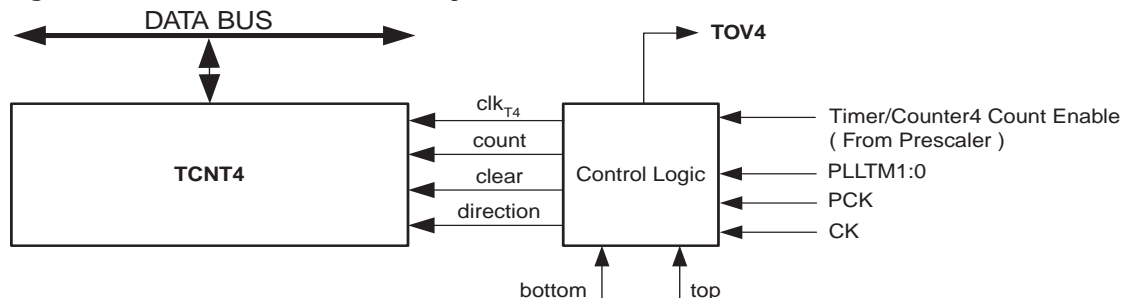 DATA BUS
TOV4
clkT4
count
clear
direction
TCNT4
Control Logic
Timer/Counter4 Count Enable
( From Prescaler )
PLLTM1:0
PCK
CK
bottom
top